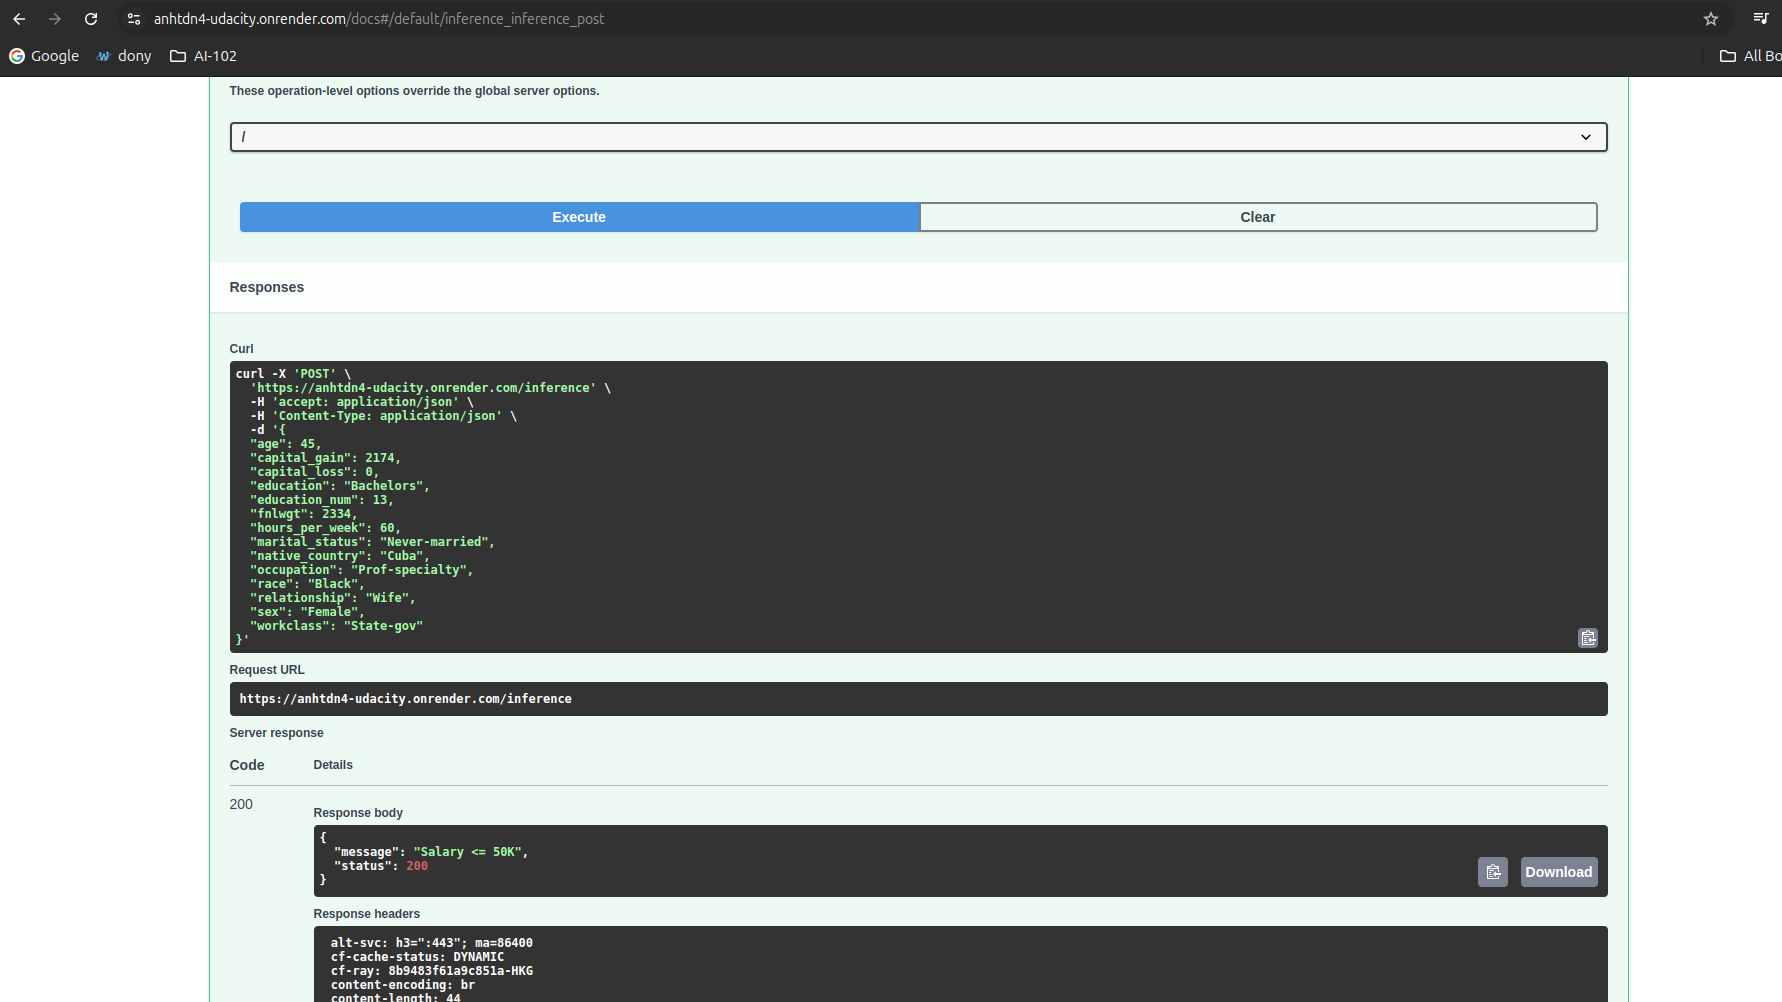 anhtdn4-udacity.onrender.com/docs#/default/inference_inference_post
Google dony AI-102 All Bo
These operation-level options override the global server options.
/
Execute Clear
Responses
Curl
curl -X 'POST' \
'https://anhtdn4-udacity.onrender.com/inference' \
-H 'accept: application/json' \
-H 'Content-Type: application/json' \
-d '{
"age": 45,
"capital_gain": 2174,
"capital_loss": 0,
"education": "Bachelors",
"education_num": 13,
"fnlwgt": 2334,
"hours_per_week": 60,
"marital_status": "Never-married",
"native_country": "Cuba",
"occupation": "Prof-specialty",
"race": "Black",
"relationship": "Wife",
"sex": "Female",
"workclass": "State-gov"
}'
Request URL
https://anhtdn4-udacity.onrender.com/inference
Server response
Code Details
200
Response body
{
"message": "Salary <= 50K",
"status": 200
}
Download
Response headers
alt-svc: h3=":443"; ma=86400
cf-cache-status: DYNAMIC
cf-ray: 8b9483f61a9c851a-HKG
content-encoding: br
content-length: 44